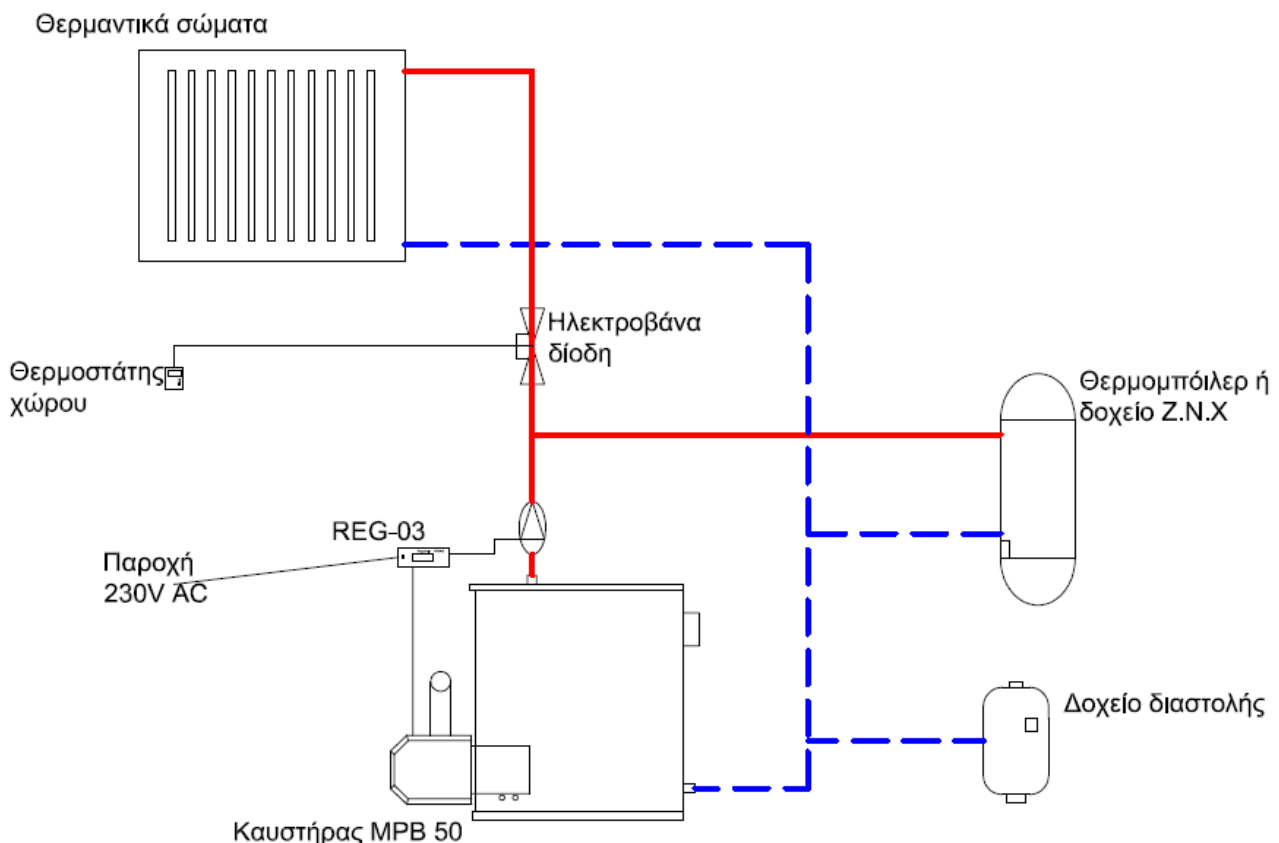 Θερμαντικά σώματα
Ηλεκτροβάνα
δίοδη
Θερμοστάτης
χώρου
Θερμομπόιλερ ή
δοχείο Ζ.Ν.Χ
REG-03
Παροχή
230V AC
Δοχείο διαστολής
Καυστήρας MPB 50